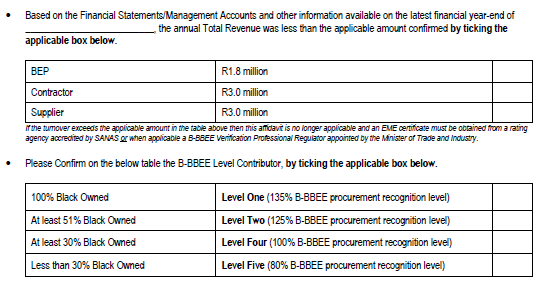 • Based on the Financial Statements/Management Accounts and other information available on the latest financial year-end of
____________________________, the annual Total Revenue was less than the applicable amount confirmed by ticking the
applicable box below.
BEP R1.8 million
Contractor R3.0 million
Supplier R3.0 million
If the turnover exceeds the applicable amount in the table above then this affidavit is no longer applicable and an EME certificate must be obtained from a rating
agency accredited by SANAS or when applicable a B-BBEE Verification Professional Regulator appointed by the Minister of Trade and Industry.
• Please Confirm on the below table the B-BBEE Level Contributor, by ticking the applicable box below.
100% Black Owned Level One (135% B-BBEE procurement recognition level)
At least 51% Black Owned Level Two (125% B-BBEE procurement recognition level)
At least 30% Black Owned Level Four (100% B-BBEE procurement recognition level)
Less than 30% Black Owned Level Five (80% B-BBEE procurement recognition level)